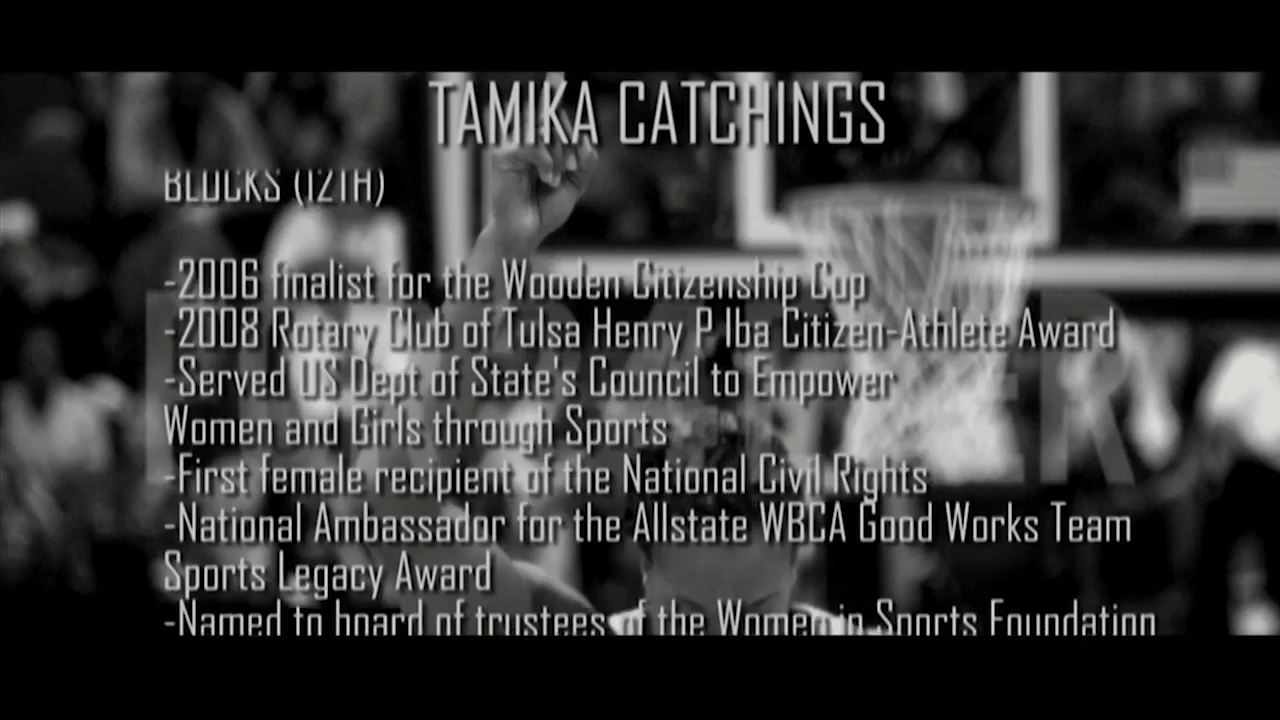 TAMIKA CATCHINGS
BLOCKS (12TH)
-2006 finalist for the Wooden Citizenship Cup
-2008 Rotary Club of Tulsa Henry P Iba Citizen-Athlete Award
-Served US Dept of State's Council to Empower
Women and Girls through Sports
-First female recipient of the National Civil Rights
-National Ambassador for the Allstate WBCA Good Works Team
Sports Legacy Award
-Named to board of trustees of the Women in Sports Foundation